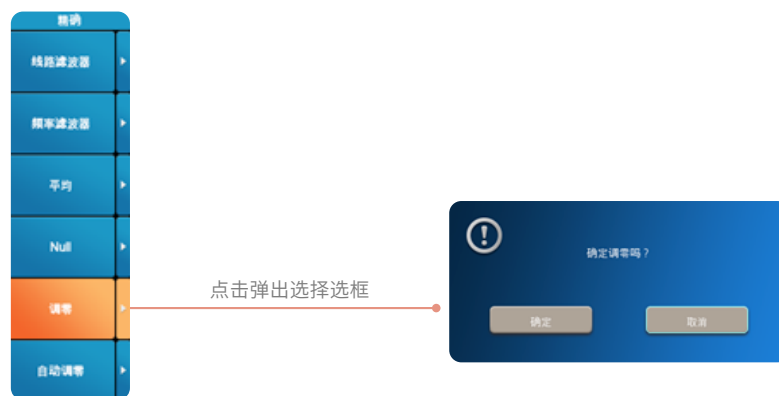 精确
线路滤波器
频率滤波器
平均
Null
调零
自动调零
点击弹出选择选框
确定调零吗？
确定
取消